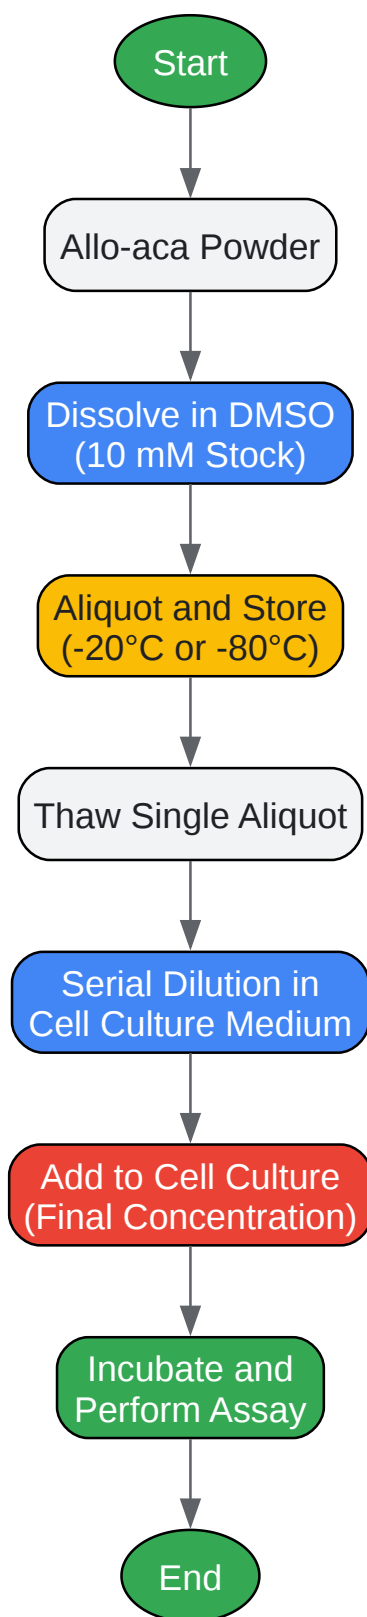 Start
Allo-aca Powder
Dissolve in DMSO
(10 mM Stock)
Aliquot and Store
(-20°C or -80°C)
Thaw Single Aliquot
Serial Dilution in
Cell Culture Medium
Add to Cell Culture
(Final Concentration)
Incubate and
Perform Assay
End